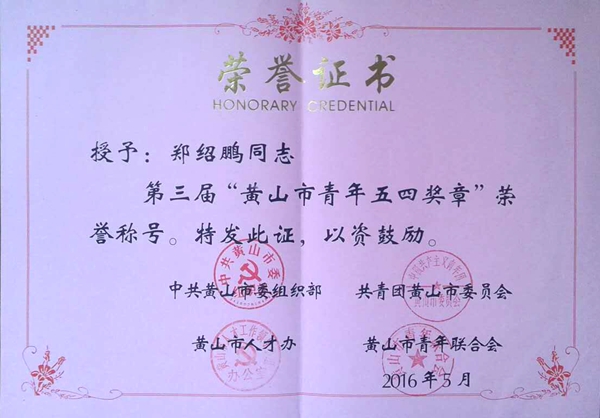 荣誉证书
HONORARY CREDENTIAL
授予：郑绍鹏同志
第三届“黄山市青年五四奖章”荣
誉称号。特发此证，以资鼓励。
中共黄山市委组织部 共青团黄山市委员会
黄山市人才办 黄山市青年联合会
2016年5月